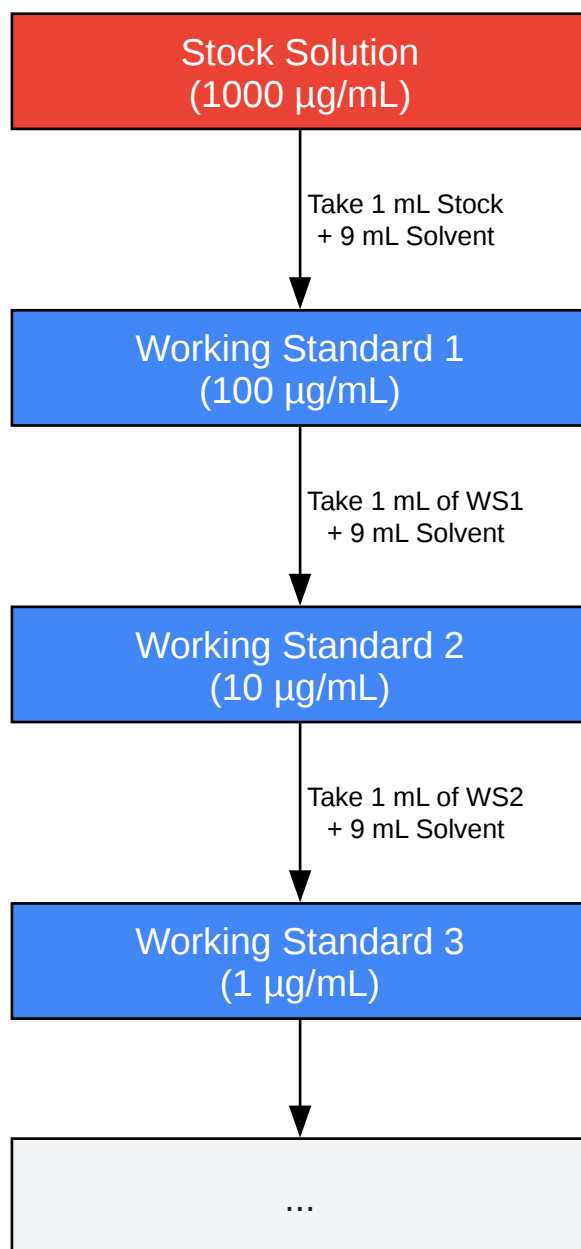 Stock Solution
(1000 µg/mL)
Take 1 mL Stock
+ 9 mL Solvent
Working Standard 1
(100 µg/mL)
Take 1 mL of WS1
+ 9 mL Solvent
Working Standard 2
(10 µg/mL)
Take 1 mL of WS2
+ 9 mL Solvent
Working Standard 3
(1 µg/mL)
...